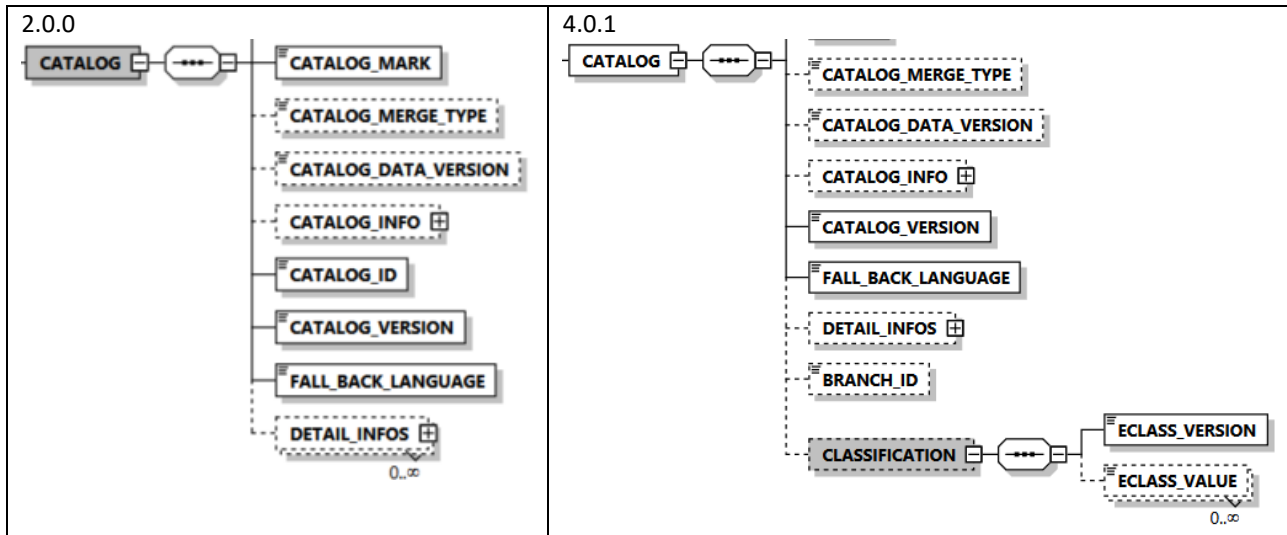 2.0.0
CATALOG
CATALOG_MARK
CATALOG_MERGE_TYPE
CATALOG_DATA_VERSION
CATALOG_INFO
CATALOG_ID
CATALOG_VERSION
FALL_BACK_LANGUAGE
DETAIL_INFOS
0..∞
4.0.1
CATALOG
CATALOG_MERGE_TYPE
CATALOG_DATA_VERSION
CATALOG_INFO
CATALOG_VERSION
FALL_BACK_LANGUAGE
DETAIL_INFOS
BRANCH_ID
CLASSIFICATION
ECLASS_VERSION
ECLASS_VALUE
0..∞